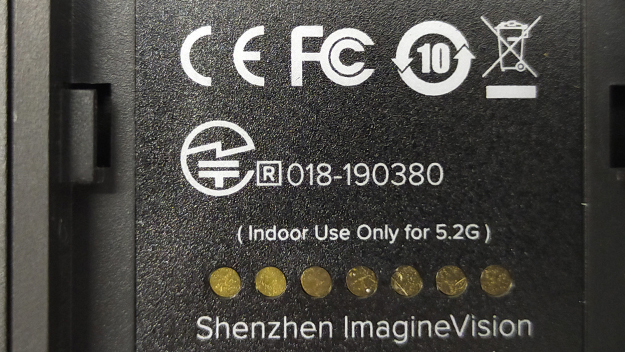 CE FC 10
R 018-190380
( Indoor Use Only for 5.2G )
Shenzhen ImagineVision